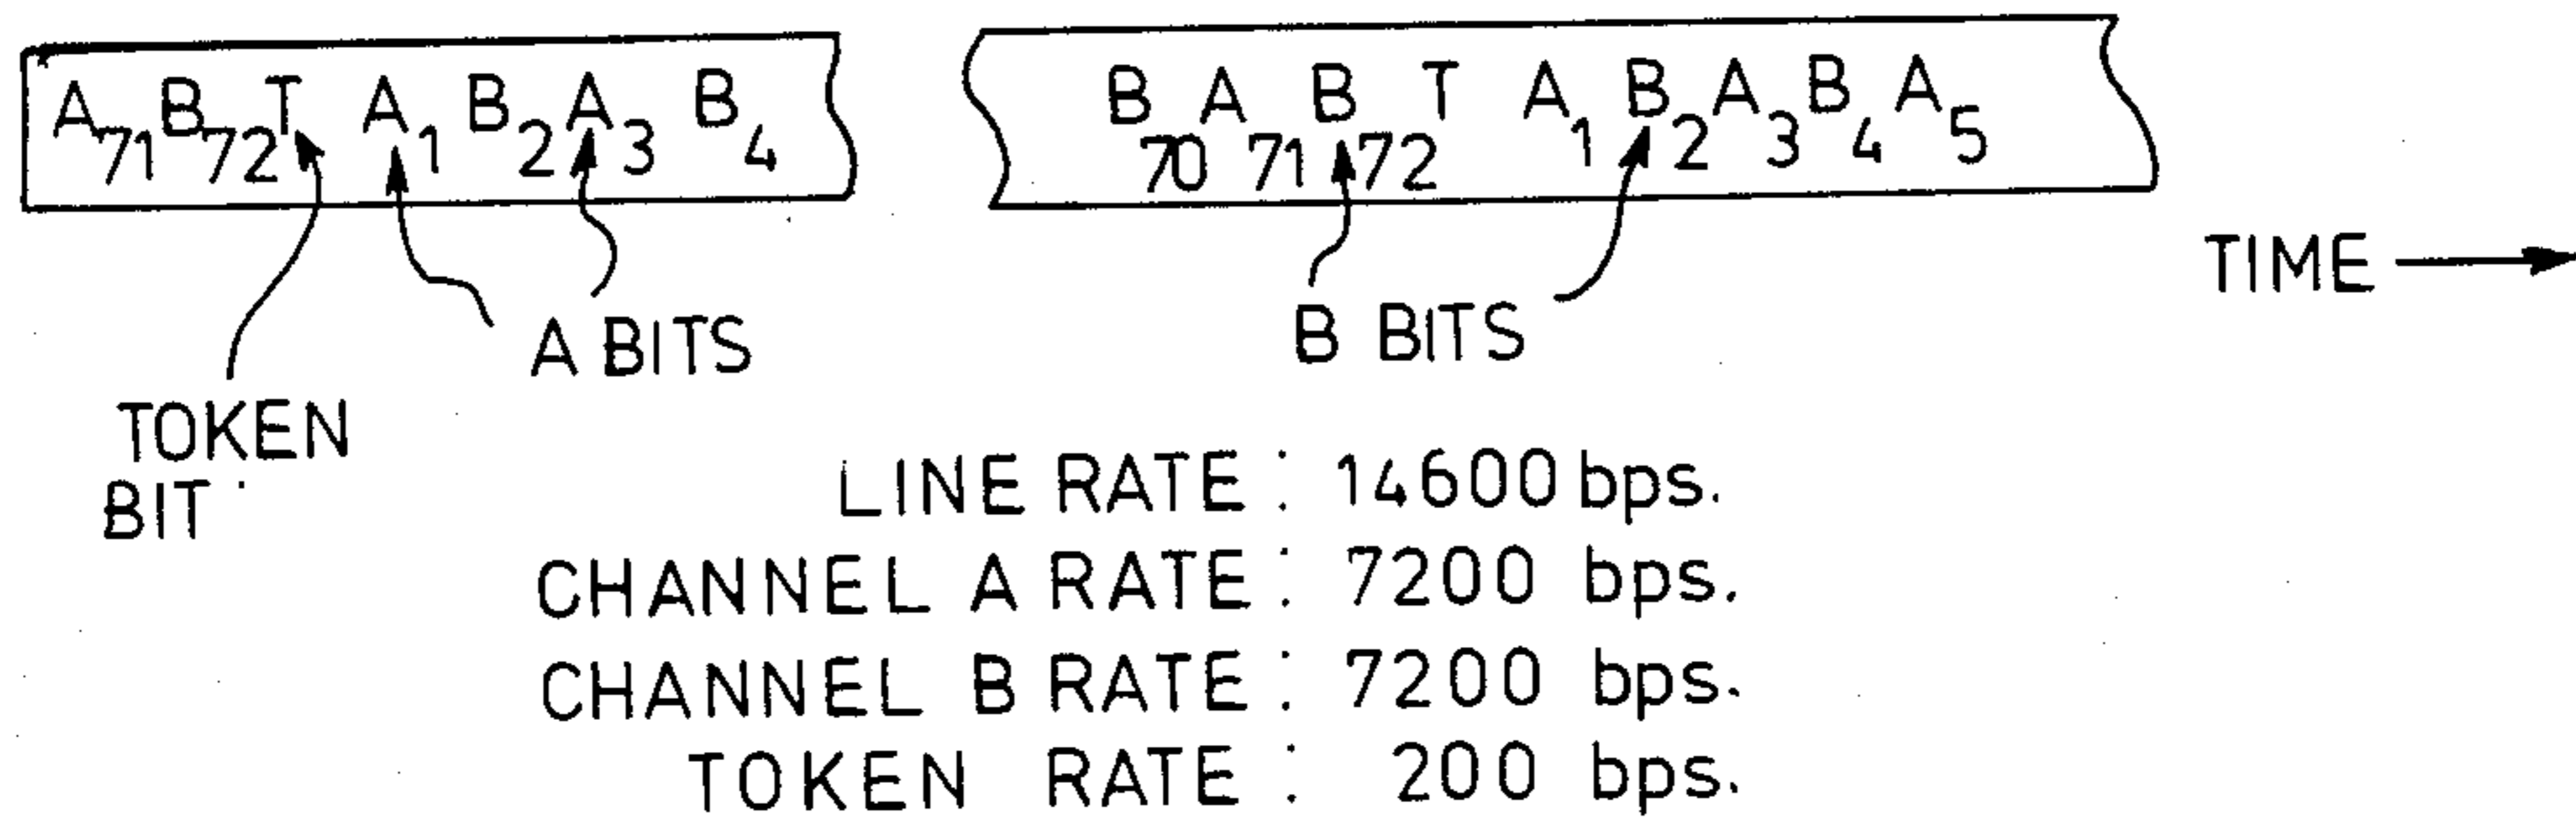 A71 B72 T A1 B2 A3 B4 B70 A71 B72 T A1 B2 A3 B4 A5
TIME
A BITS B BITS
TOKEN
BIT
LINE RATE : 14600 bps.
CHANNEL A RATE : 7200 bps.
CHANNEL B RATE : 7200 bps.
TOKEN RATE : 200 bps.